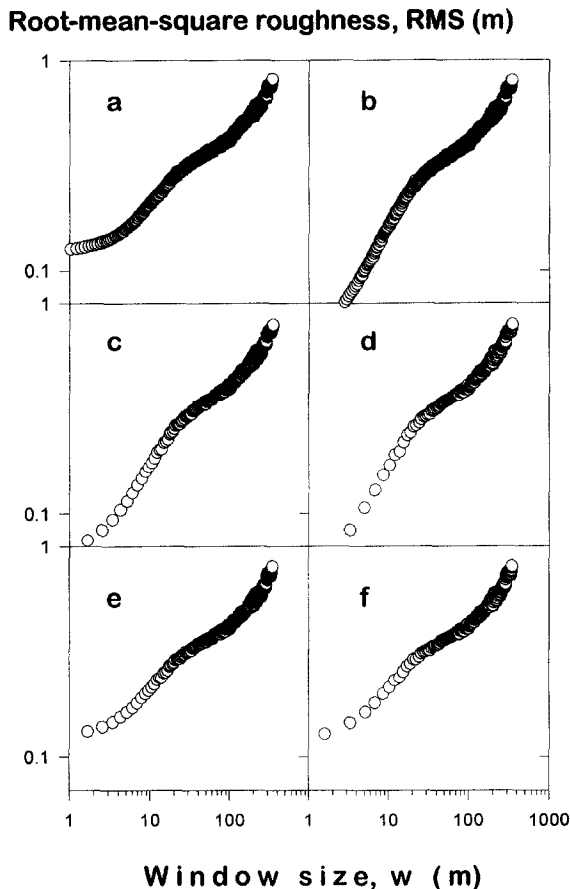 Root-mean-square roughness, RMS (m)
1
a
b
0.1
1
c
d
0.1
1
e
f
0.1
1 10 100 1 10 100 1000
Window size, w (m)